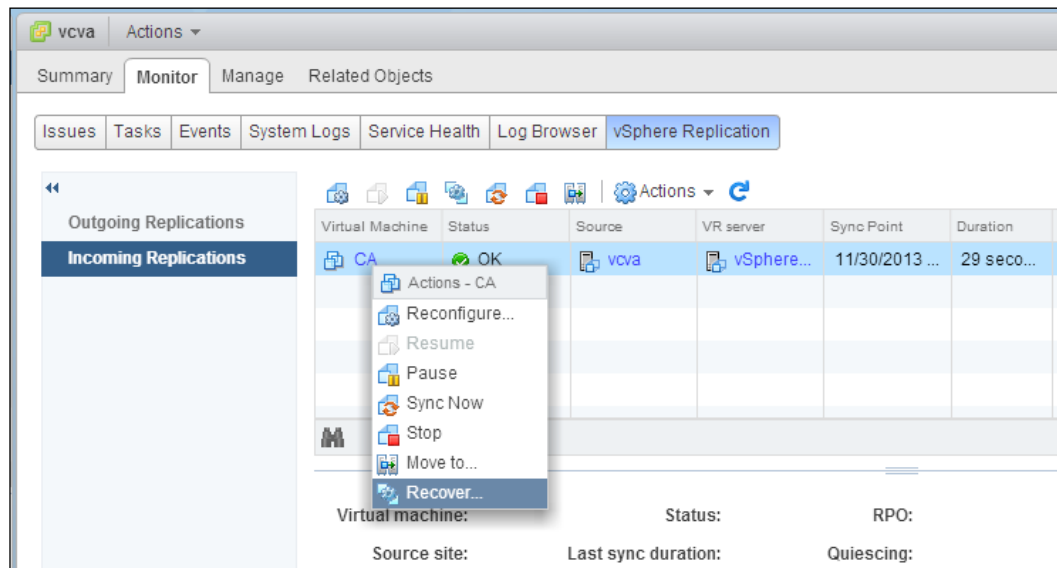 vcva Actions
Summary Monitor Manage Related Objects
Issues Tasks Events System Logs Service Health Log Browser vSphere Replication
Actions
Outgoing Replications
Incoming Replications
Virtual Machine Status Source VR server Sync Point Duration
CA OK vcva vSphere... 11/30/2013 ... 29 seco...
Actions - CA
Reconfigure...
Resume
Pause
Sync Now
Stop
Move to...
Recover...
Virtual machine: Status: RPO:
Source site: Last sync duration: Quiescing: